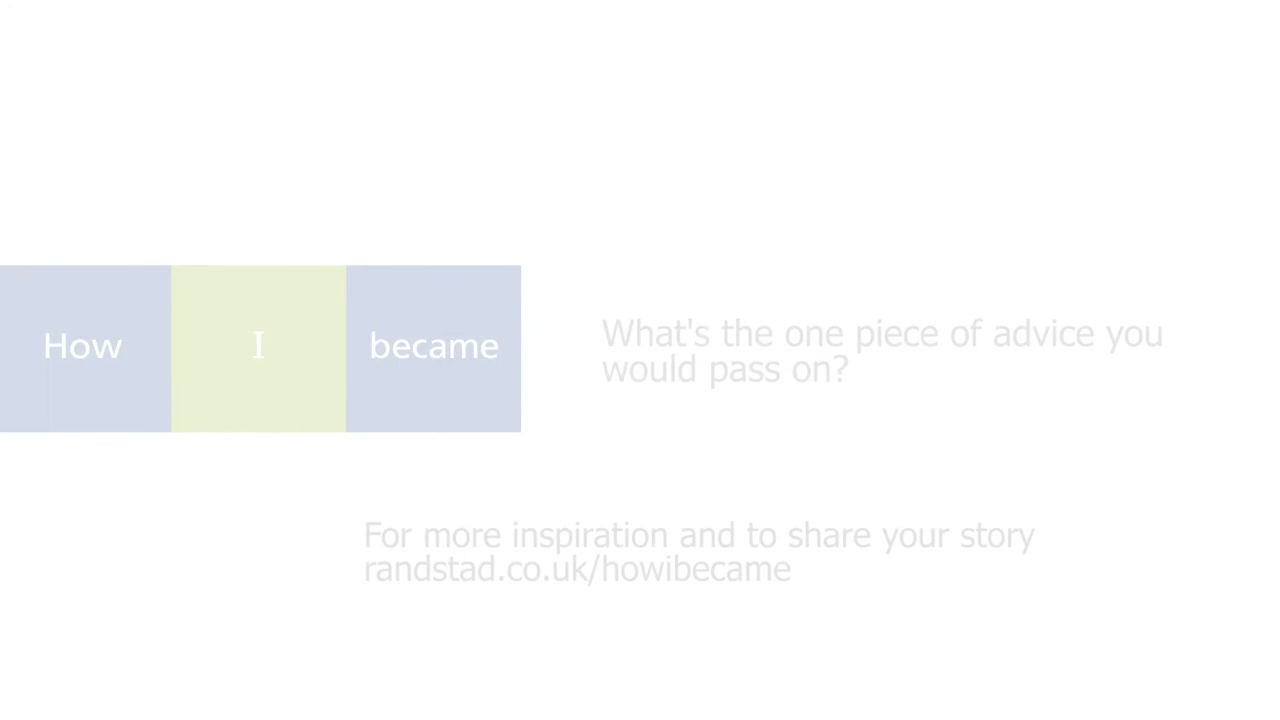 How I became
What's the one piece of advice you
would pass on?
For more inspiration and to share your story
randstad.co.uk/howibecame